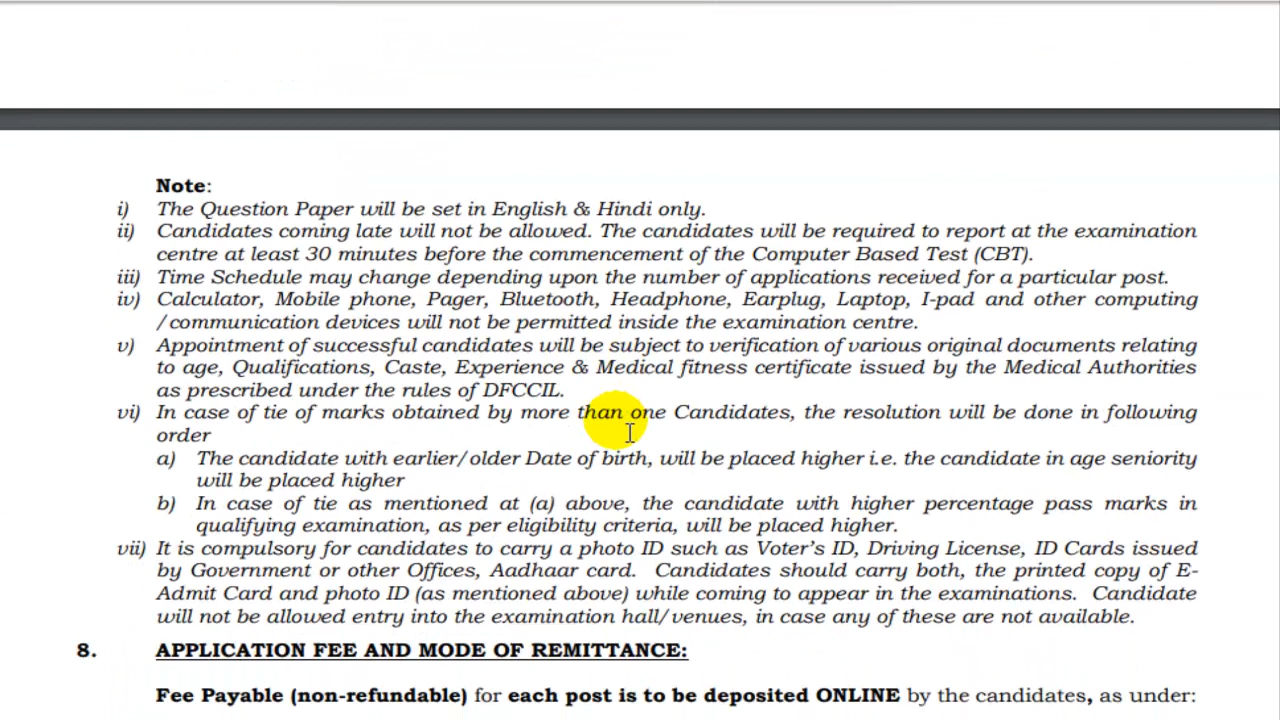 Note:
i) The Question Paper will be set in English & Hindi only.
ii) Candidates coming late will not be allowed. The candidates will be required to report at the examination
centre at least 30 minutes before the commencement of the Computer Based Test (CBT).
iii) Time Schedule may change depending upon the number of applications received for a particular post.
iv) Calculator, Mobile phone, Pager, Bluetooth, Headphone, Earplug, Laptop, I-pad and other computing
/communication devices will not be permitted inside the examination centre.
v) Appointment of successful candidates will be subject to verification of various original documents relating
to age, Qualifications, Caste, Experience & Medical fitness certificate issued by the Medical Authorities
as prescribed under the rules of DFCCIL.
vi) In case of tie of marks obtained by more than one Candidates, the resolution will be done in following
order
a) The candidate with earlier/older Date of birth, will be placed higher i.e. the candidate in age seniority
will be placed higher
b) In case of tie as mentioned at (a) above, the candidate with higher percentage pass marks in
qualifying examination, as per eligibility criteria, will be placed higher.
vii) It is compulsory for candidates to carry a photo ID such as Voter's ID, Driving License, ID Cards issued
by Government or other Offices, Aadhaar card. Candidates should carry both, the printed copy of E-
Admit Card and photo ID (as mentioned above) while coming to appear in the examinations. Candidate
will not be allowed entry into the examination hall/venues, in case any of these are not available.
8. APPLICATION FEE AND MODE OF REMITTANCE:
Fee Payable (non-refundable) for each post is to be deposited ONLINE by the candidates, as under: